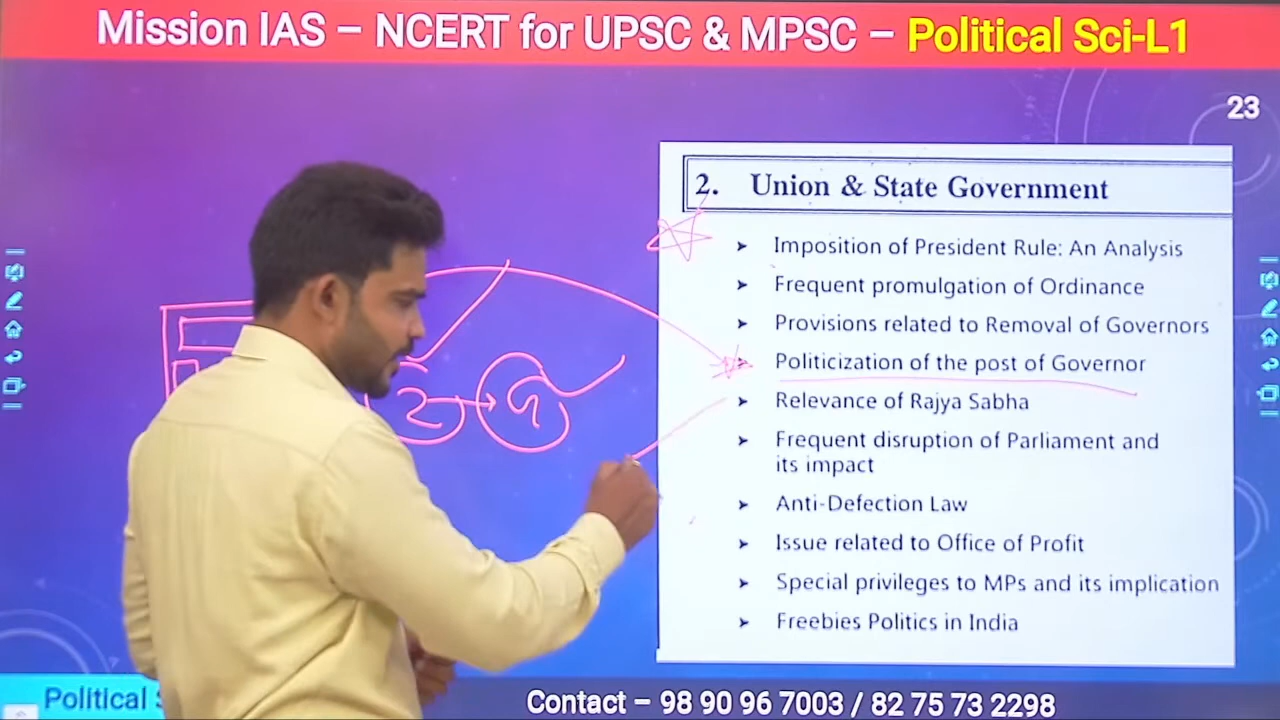 Mission IAS – NCERT for UPSC & MPSC – Political Sci-L1
23
2. Union & State Government
➤ Imposition of President Rule: An Analysis
➤ Frequent promulgation of Ordinance
➤ Provisions related to Removal of Governors
➤ Politicization of the post of Governor
➤ Relevance of Rajya Sabha
➤ Frequent disruption of Parliament and
its impact
➤ Anti-Defection Law
➤ Issue related to Office of Profit
➤ Special privileges to MPs and its implication
➤ Freebies Politics in India
Political
Contact – 98 90 96 7003 / 82 75 73 2298